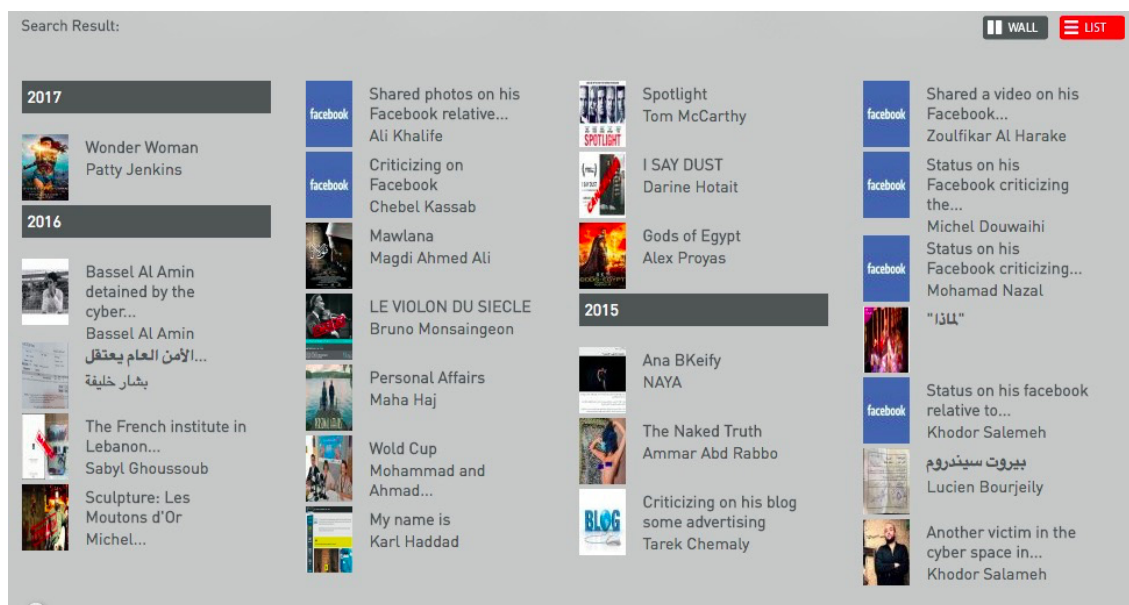 Search Result:
WALL
LIST
2017
Wonder Woman
Patty Jenkins
2016
Bassel Al Amin
detained by the
cyber...
Bassel Al Amin
...الأمن العام يعتقل
بشار خليفة
The French institute in
Lebanon...
Sabyl Ghoussoub
Sculpture: Les
Moutons d'Or
Michel...
facebook
Shared photos on his
Facebook relative...
Ali Khalife
facebook
Criticizing on
Facebook
Chebel Kassab
Mawlana
Magdi Ahmed Ali
LE VIOLON DU SIECLE
Bruno Monsaingeon
Personal Affairs
Maha Haj
Wold Cup
Mohammad and
Ahmad...
My name is
Karl Haddad
SPOTLIGHT
Spotlight
Tom McCarthy
I SAY DUST
I SAY DUST
Darine Hotait
Gods of Egypt
Alex Proyas
2015
Ana BKeify
NAYA
The Naked Truth
Ammar Abd Rabbo
BLOG
Criticizing on his blog
some advertising
Tarek Chemaly
facebook
Shared a video on his
Facebook...
Zoulfikar Al Harake
facebook
Status on his
Facebook criticizing
the...
Michel Douwaihi
facebook
Status on his
Facebook criticizing...
Mohamad Nazal
"لماذا"
facebook
Status on his facebook
relative to...
Khodor Salemeh
بيروت سيندروم
Lucien Bourjeily
Another victim in the
cyber space in...
Khodor Salameh